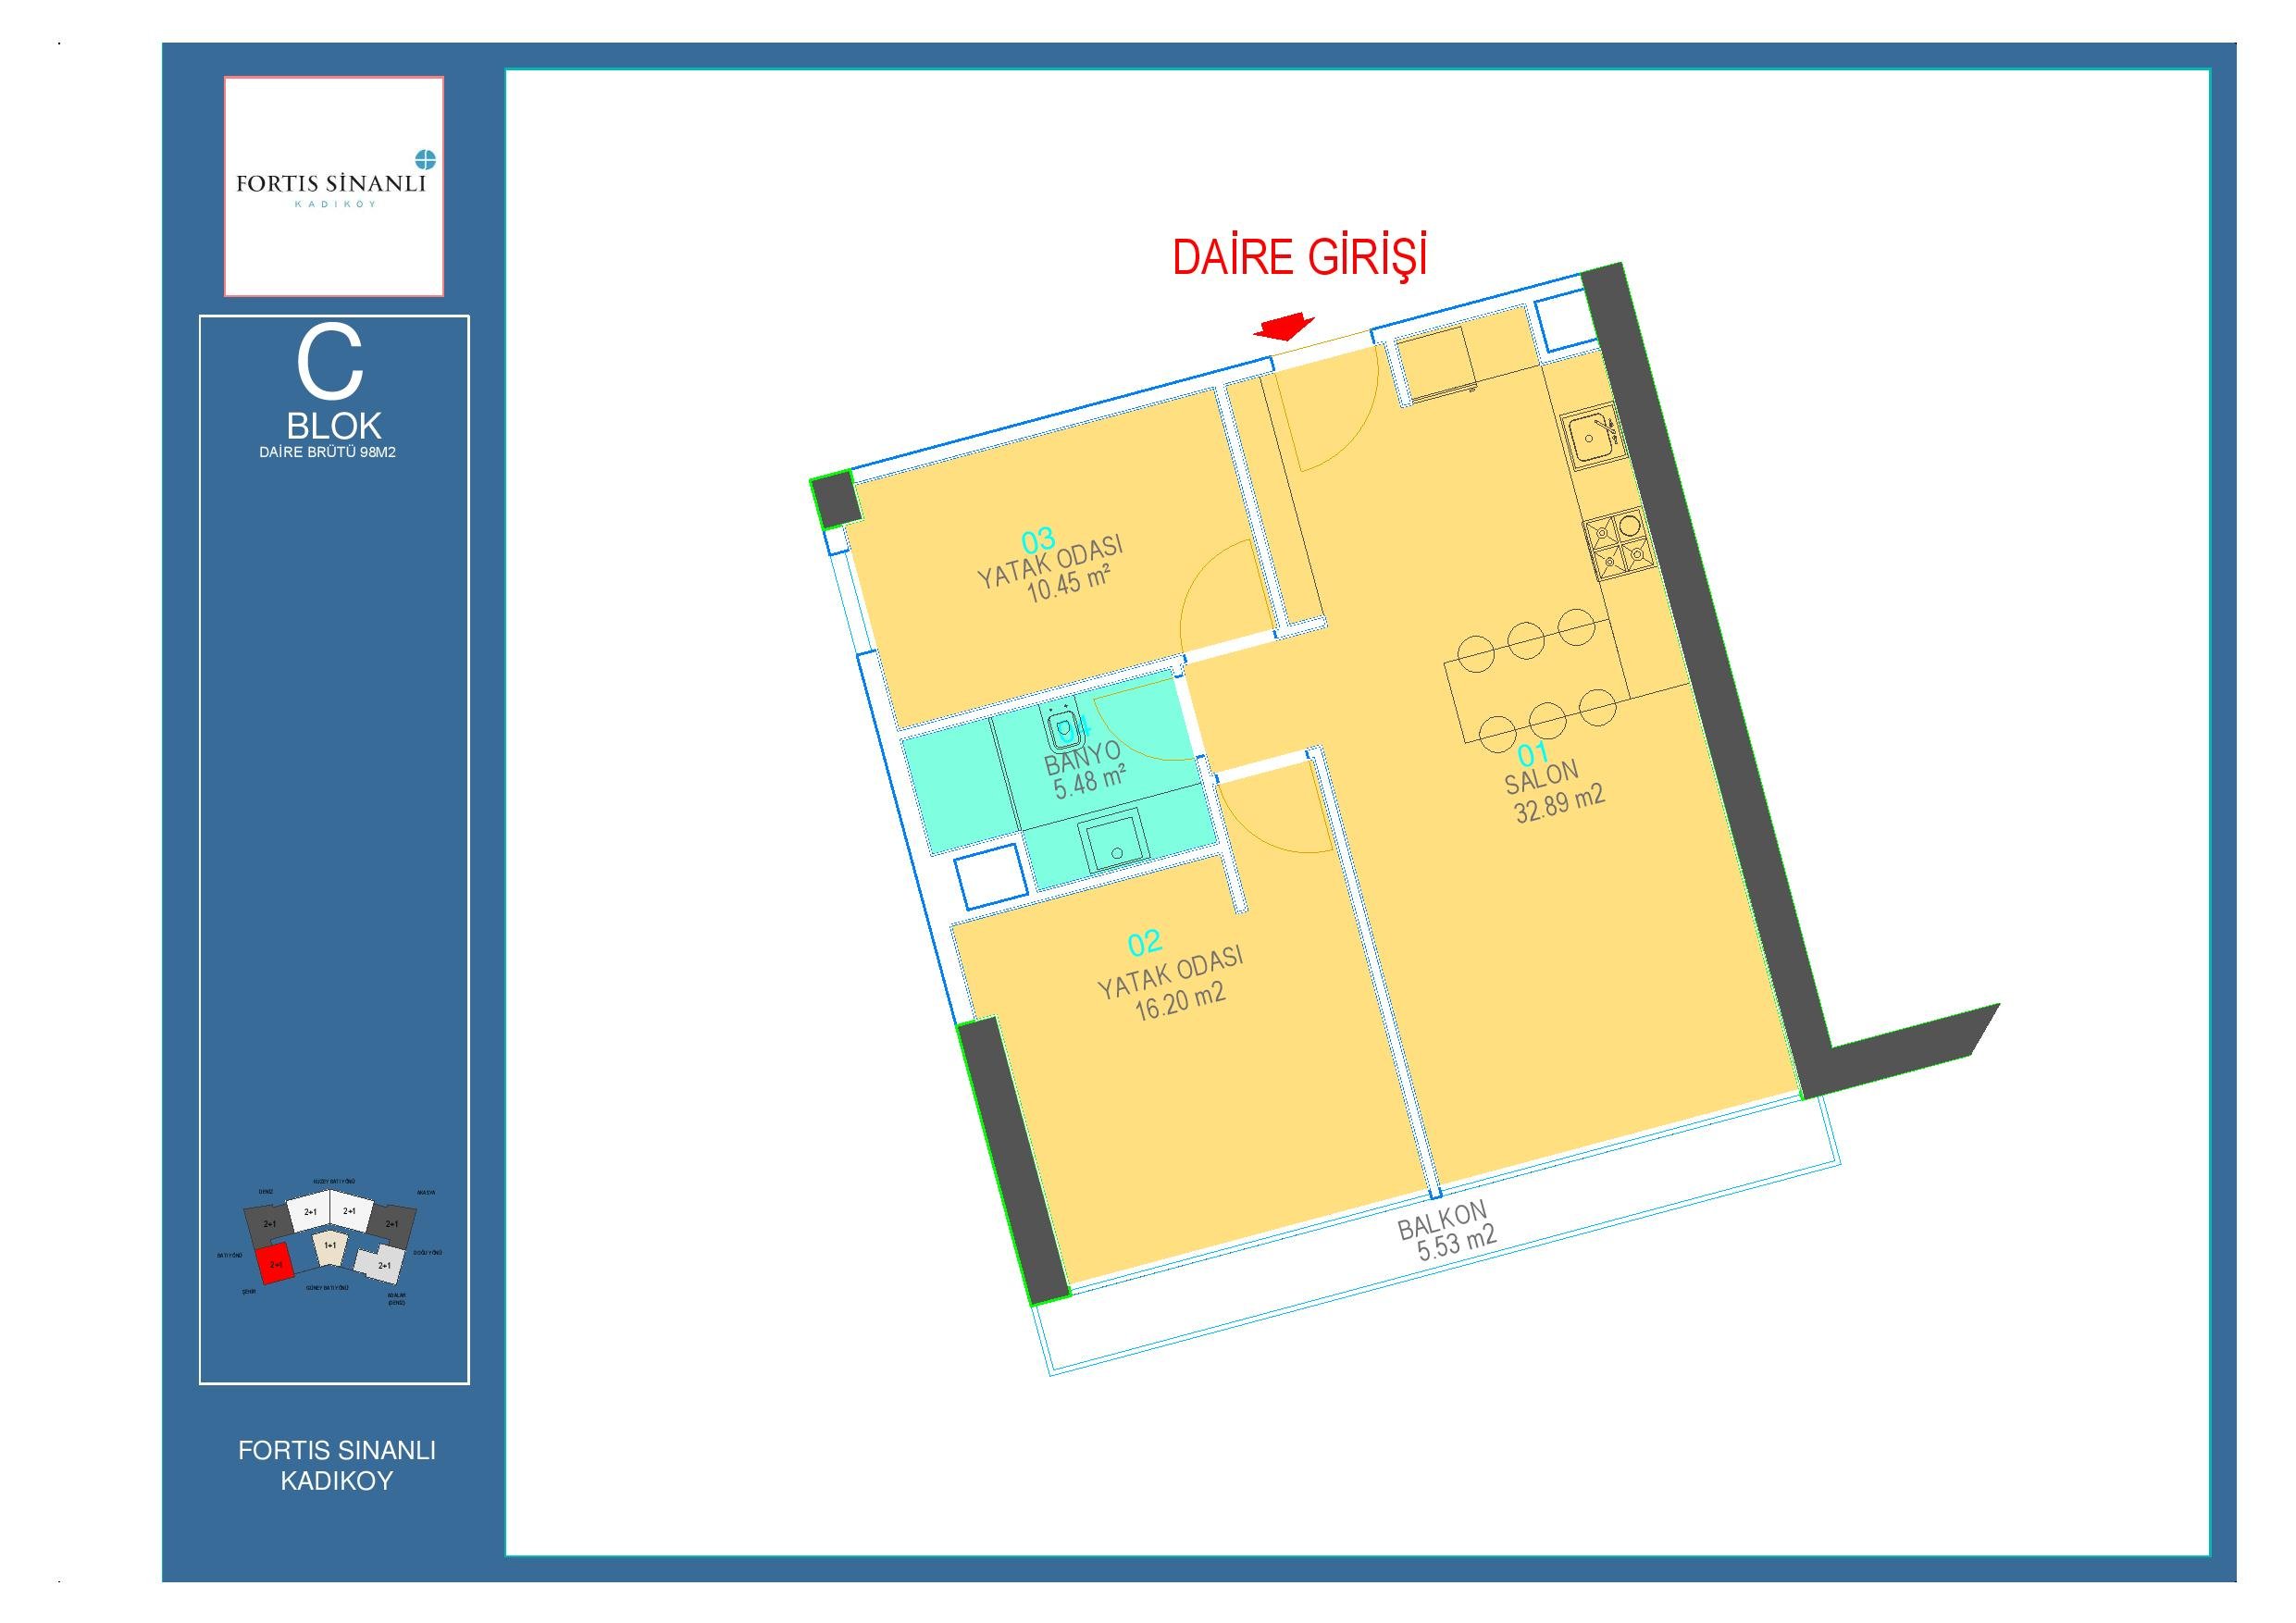 FORTIS SİNANLI
KADIKÖY
C
BLOK
DAİRE BRÜTÜ 98M2
DAİRE GİRİŞİ
03
YATAK ODASI
10.45 m²
04
BANYO
5.48 m²
01
SALON
32.89 m2
02
YATAK ODASI
16.20 m2
BALKON
5.53 m2
KUZEY BATI YÖNÜ
DENİZ
2+1
2+1
2+1
2+1
1+1
BATI YÖNÜ
DOĞU YÖNÜ
2+1
2+1
ŞEHİR
GÜNEY BATI YÖNÜ
ADALAR
(DENİZ)
FORTIS SINANLI
KADIKOY